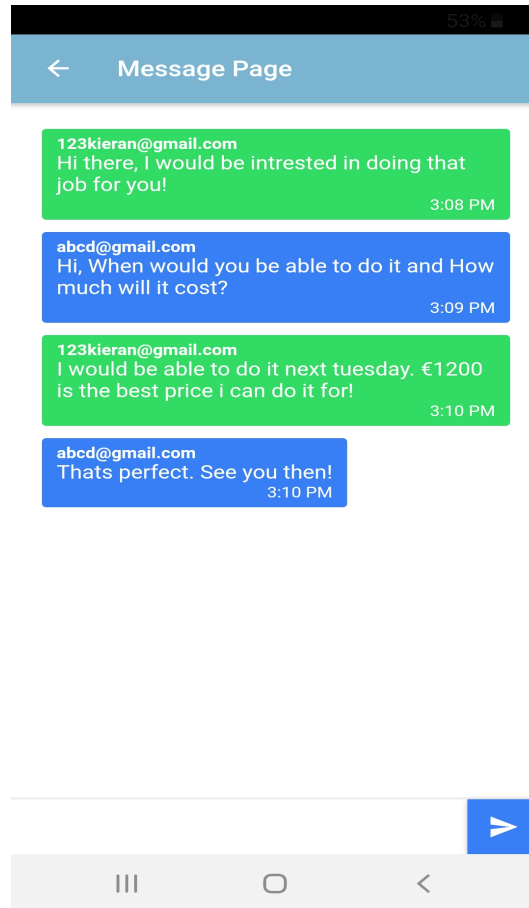 53%
Message Page
123kieran@gmail.com
Hi there, I would be intrested in doing that
job for you!
3:08 PM
abcd@gmail.com
Hi, When would you be able to do it and How
much will it cost?
3:09 PM
123kieran@gmail.com
I would be able to do it next tuesday. €1200
is the best price i can do it for!
3:10 PM
abcd@gmail.com
Thats perfect. See you then!
3:10 PM